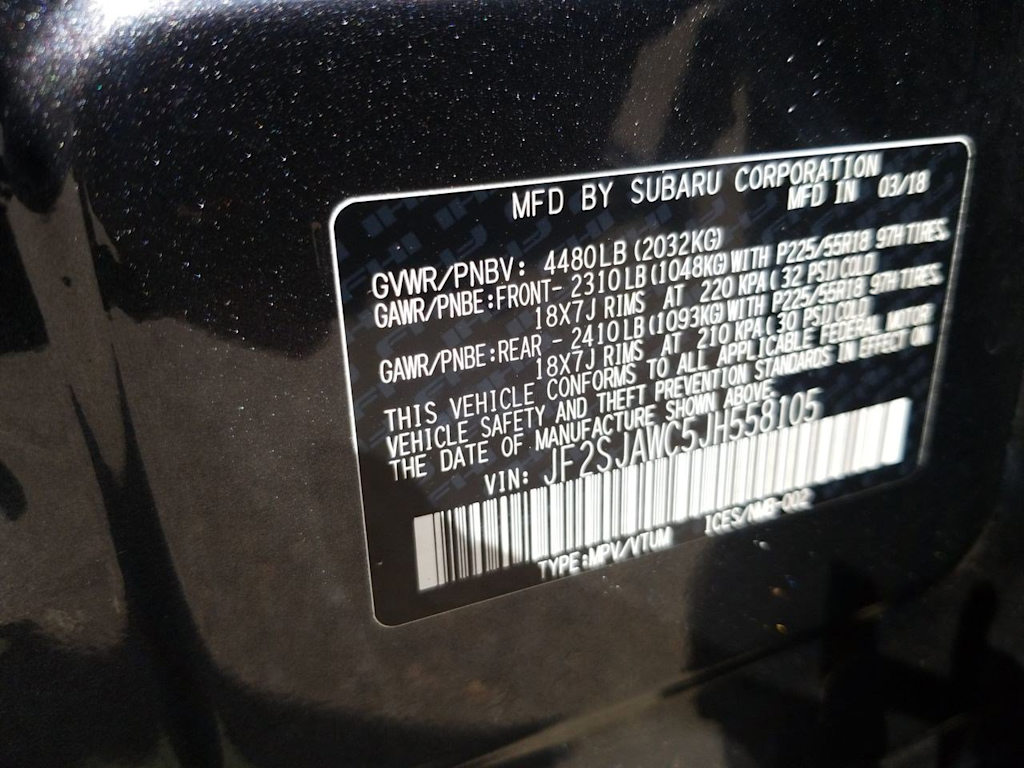 MFD BY SUBARU CORPORATION
MFD IN 03/18
GVWR/PNBV: 4480LB (2032KG)
GAWR/PNBE:FRONT- 2310LB(1048KG)WITH P225/55R18 97H TIRES,
18X7J RIMS AT 220 KPA( 32 PSI)COLD
GAWR/PNBE:REAR - 2410LB(1093KG)WITH P225/55R18 97H TIRES,
18X7J RIMS AT 210 KPA( 30 PSI)COLD
THIS VEHICLE CONFORMS TO ALL APPLICABLE FEDERAL MOTOR
VEHICLE SAFETY AND THEFT PREVENTION STANDARDS IN EFFECT ON
THE DATE OF MANUFACTURE SHOWN ABOVE.
VIN: JF2SJAWC5JH558105
TYPE:MPV/VTUM ICES/NMB-002